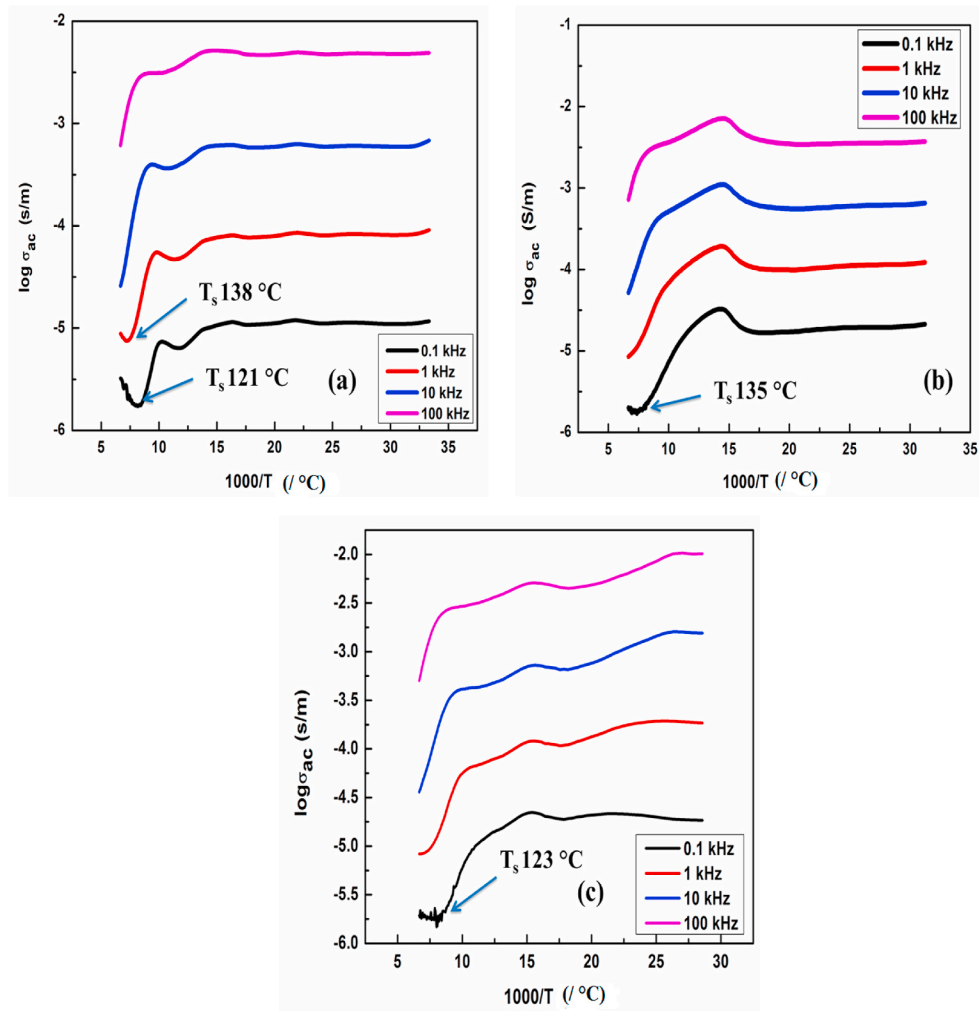 -2
-3
-4
-5
-6
log σac (s/m)
Ts 138 °C
Ts 121 °C
(a)
0.1 kHz
1 kHz
10 kHz
100 kHz
5 10 15 20 25 30 35
1000/T (/ °C)
-1
-2
-3
-4
-5
-6
log σac (S/m)
0.1 kHz
1 kHz
10 kHz
100 kHz
(b)
Ts 135 °C
5 10 15 20 25 30 35
1000/T (/ °C)
-2.0
-2.5
-3.0
-3.5
-4.0
-4.5
-5.0
-5.5
-6.0
logσac (s/m)
Ts 123 °C
(c)
0.1 kHz
1 kHz
10 kHz
100 kHz
5 10 15 20 25 30
1000/T (/ °C)